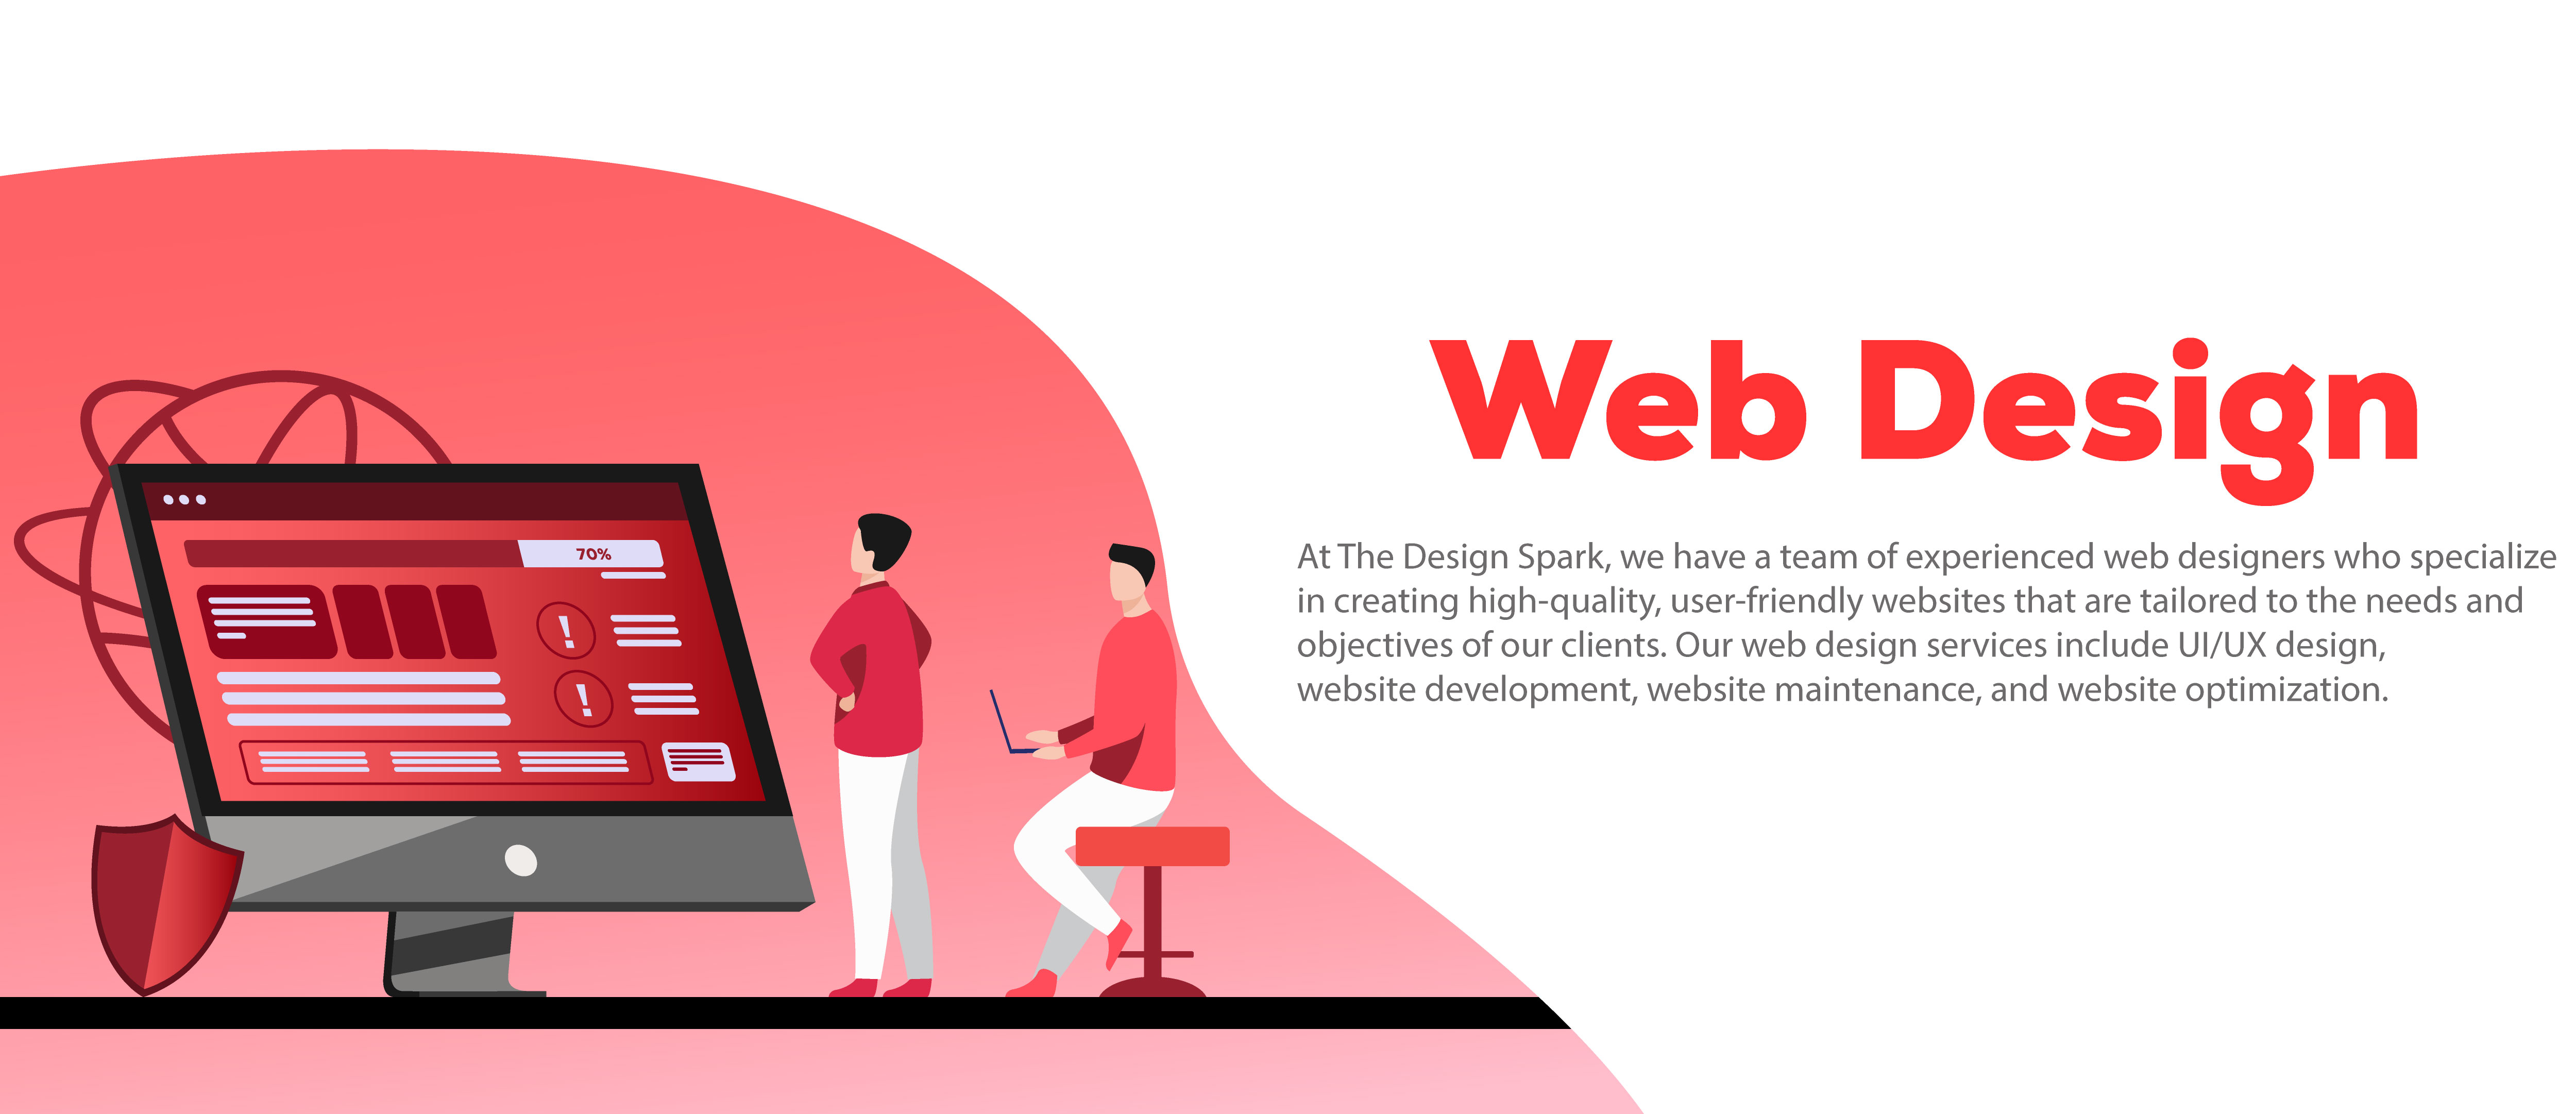 Web Design
At The Design Spark, we have a team of experienced web designers who specialize
in creating high-quality, user-friendly websites that are tailored to the needs and
objectives of our clients. Our web design services include UI/UX design,
website development, website maintenance, and website optimization.
70%
!
!